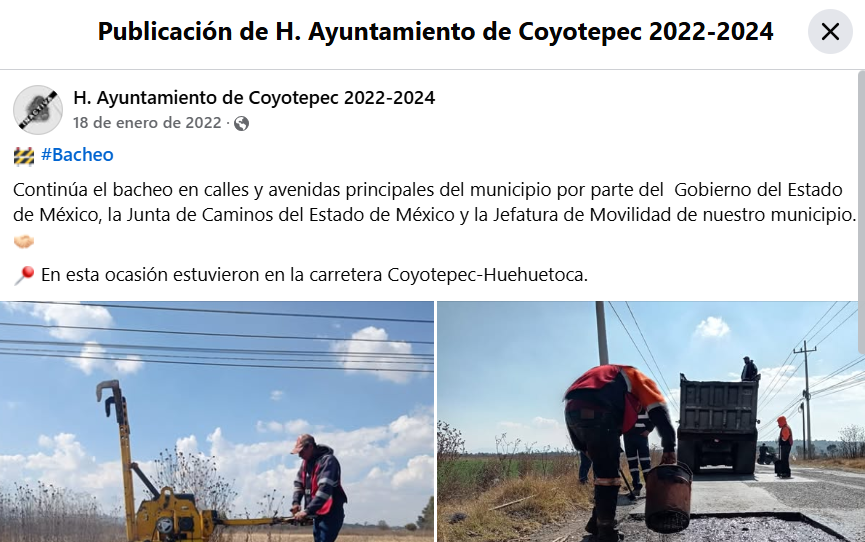 Publicación de H. Ayuntamiento de Coyotepec 2022-2024
H. Ayuntamiento de Coyotepec 2022-2024
18 de enero de 2022 ·
#Bacheo
Continúa el bacheo en calles y avenidas principales del municipio por parte del Gobierno del Estado
de México, la Junta de Caminos del Estado de México y la Jefatura de Movilidad de nuestro municipio.
En esta ocasión estuvieron en la carretera Coyotepec-Huehuetoca.